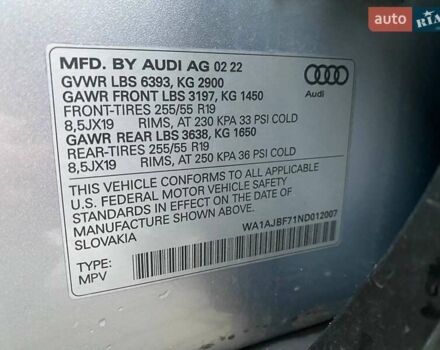 auto
RIA
MFD. BY AUDI AG 02 22
GVWR LBS 6393, KG 2900
GAWR FRONT LBS 3197, KG 1450
FRONT-TIRES 255/55 R19
8,5JX19 RIMS, AT 230 KPA 33 PSI COLD
GAWR REAR LBS 3638, KG 1650
REAR-TIRES 255/55 R19
8,5JX19 RIMS, AT 250 KPA 36 PSI COLD
Audi
THIS VEHICLE CONFORMS TO ALL APPLICABLE
U.S. FEDERAL MOTOR VEHICLE SAFETY
STANDARDS IN EFFECT ON THE DATE OF
MANUFACTURE SHOWN ABOVE.
SLOVAKIA
WA1AJBF71ND012007
TYPE:
MPV